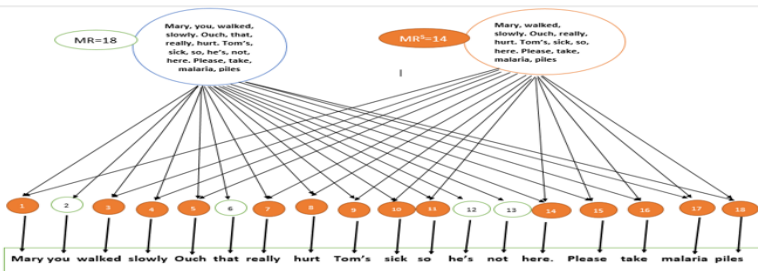 MR=18
Mary, you, walked,
slowly. Ouch, that,
really, hurt. Tom's,
sick, so, he's, not,
here. Please, take,
malaria, piles
MRˢ=14
Mary, walked,
slowly. Ouch, really,
hurt. Tom's, sick, so,
here. Please, take,
malaria, piles
1 2 3 4 5 6 7 8 9 10 11 12 13 14 15 16 17 18
Mary you walked slowly Ouch that really hurt Tom's sick so he's not here. Please take malaria piles